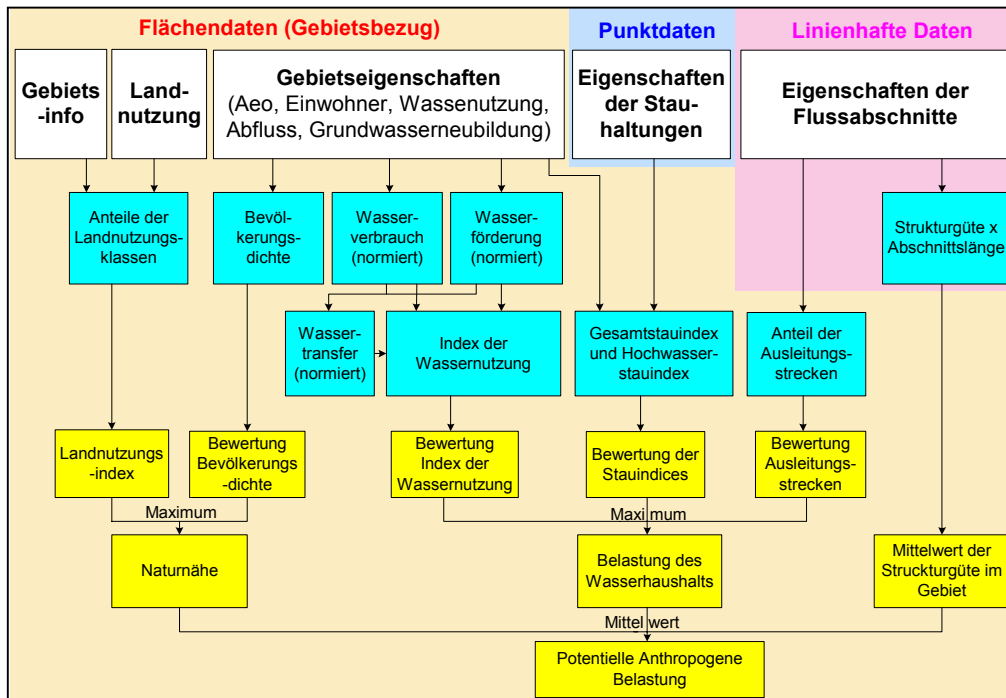 Flächendaten (Gebietsbezug)
Punktdaten
Linienhafte Daten
Gebiets
-info
Land-
nutzung
Gebietseigenschaften
(Aeo, Einwohner, Wassenutzung,
Abfluss, Grundwasserneubildung)
Eigenschaften
der Stau-
haltungen
Eigenschaften der
Flussabschnitte
Anteile der
Landnutzungs-
klassen
Bevöl-
kerungs-
dichte
Wasser-
verbrauch
(normiert)
Wasser-
förderung
(normiert)
Strukturgüte x
Abschnittslänge
Wasser-
transfer
(normiert)
Index der
Wassernutzung
Gesamtstauindex
und Hochwasser-
stauindex
Anteil der
Ausleitungs-
strecken
Landnutzungs
-index
Bewertung
Bevölkerungs
-dichte
Bewertung
Index der
Wassernutzung
Bewertung der
Stauindices
Bewertung
Ausleitungs-
strecken
Maximum
Maximum
Naturnähe
Belastung des
Wasserhaushalts
Mittelwert der
Struckturgüte im
Gebiet
Mittel wert
Potentielle Anthropogene
Belastung